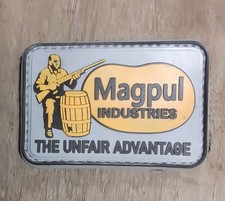 Magpul
INDUSTRIES
THE UNFAIR ADVANTAGE